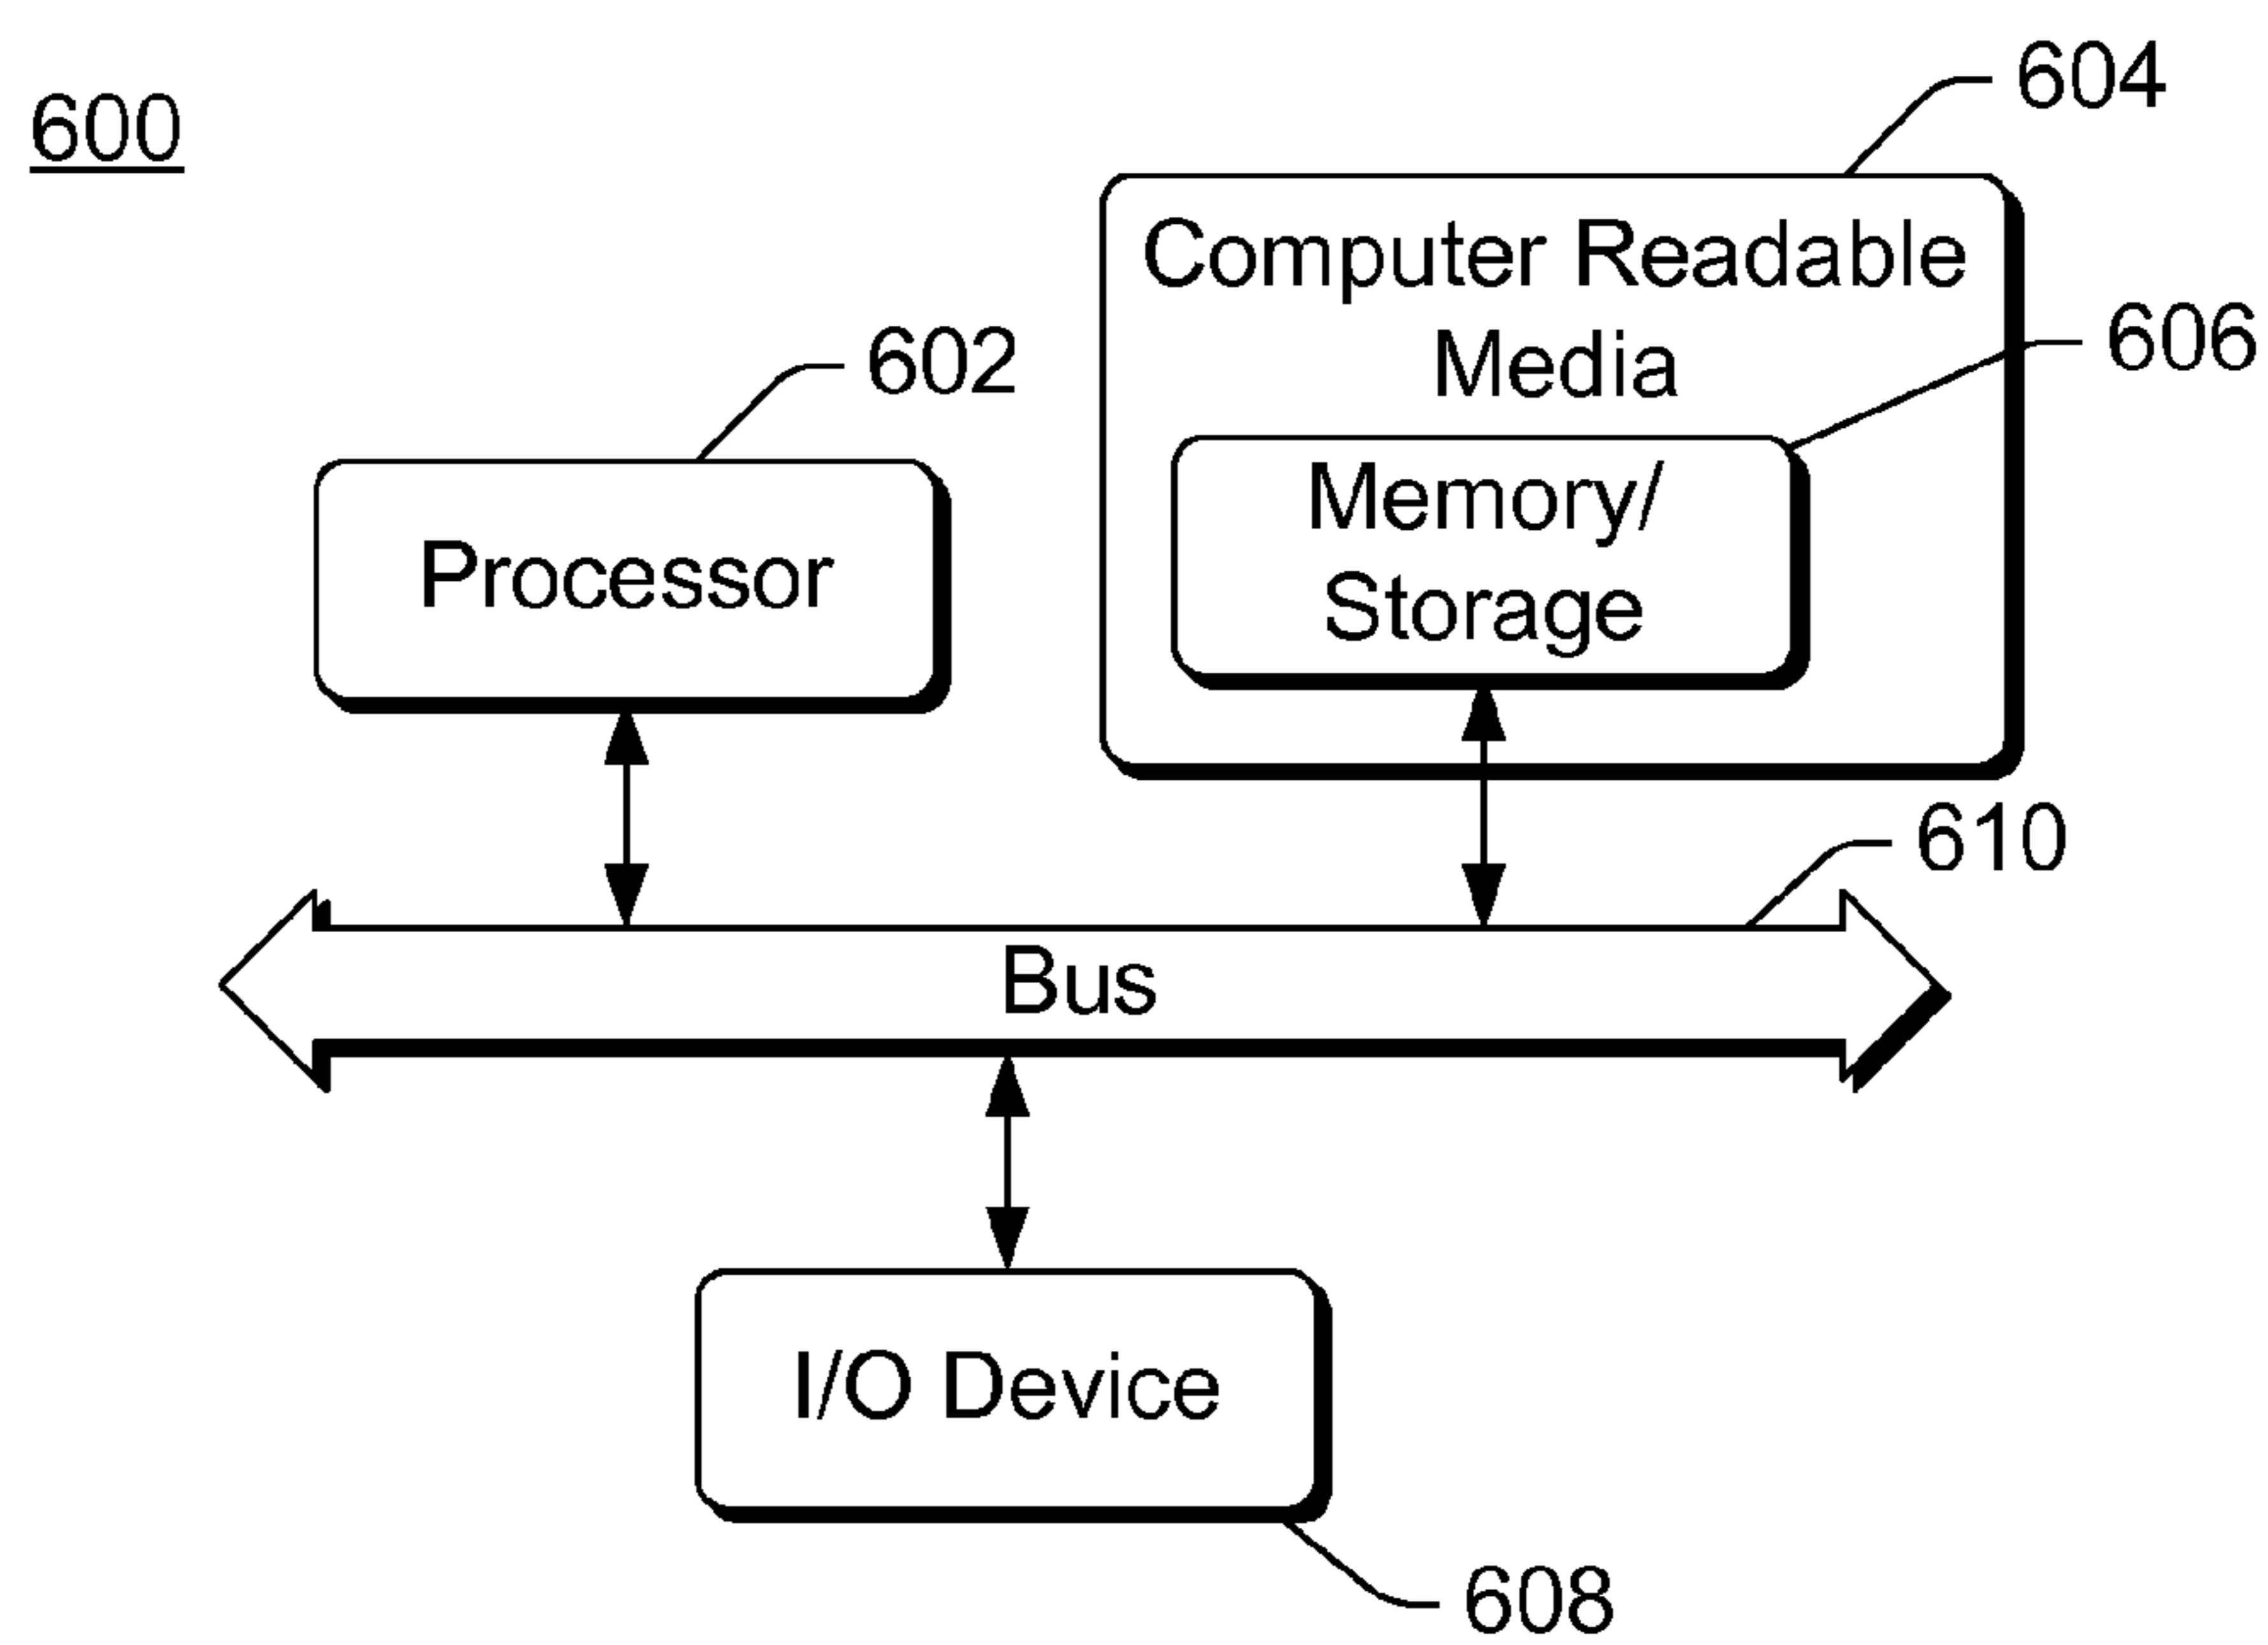 600
604
Computer Readable
Media
606
602
Memory/
Storage
Processor
610
Bus
I/O Device
608